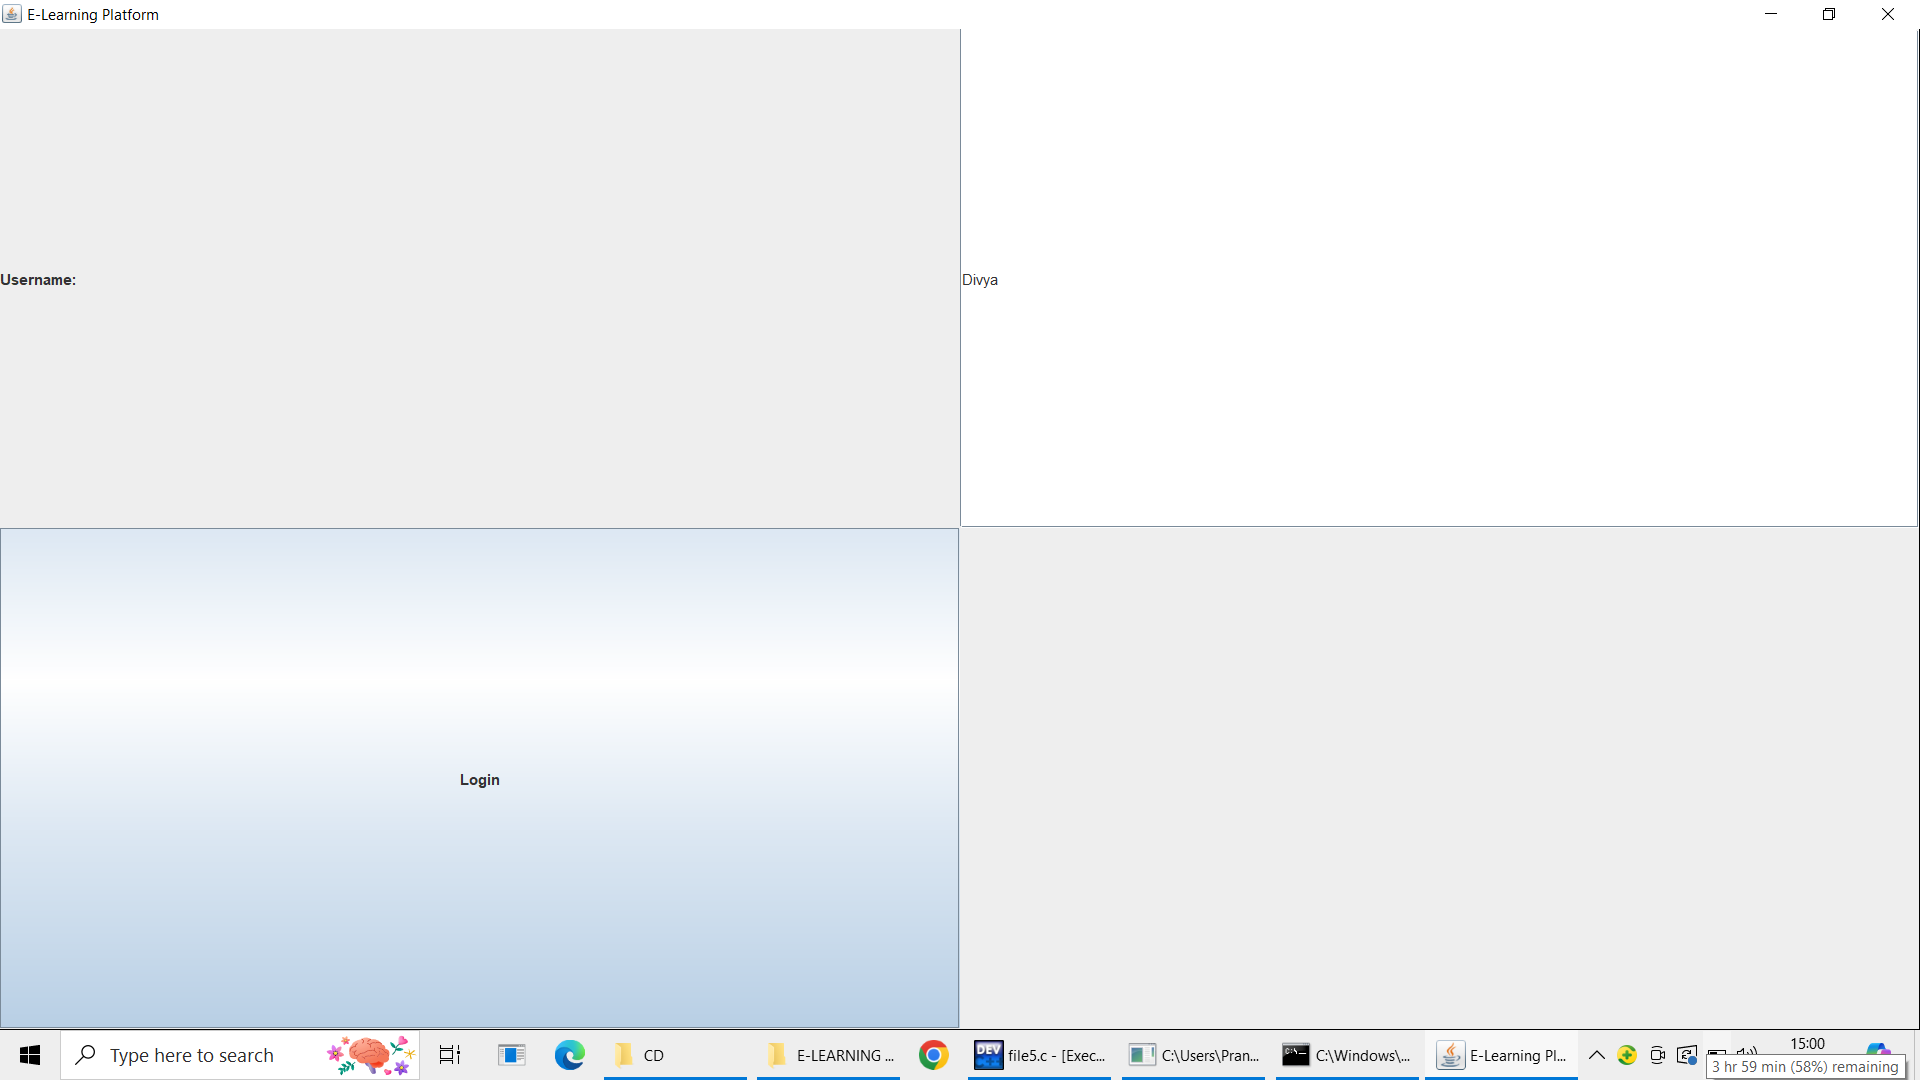 E-Learning Platform
Username:
Divya
Login
Type here to search
CD
E-LEARNING ...
DEV
file5.c - [Exec...
C:\Users\Pran...
C:\Windows\...
E-Learning Pl...
15:00
3 hr 59 min (58%) remaining